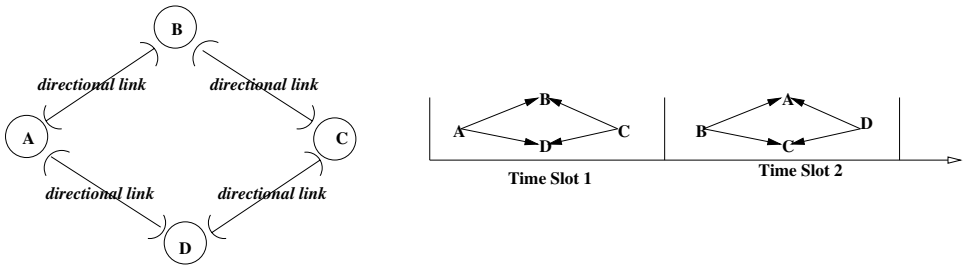 B
directional link
directional link
A
C
directional link
directional link
D
B
A
C
D
Time Slot 1
A
B
D
C
Time Slot 2